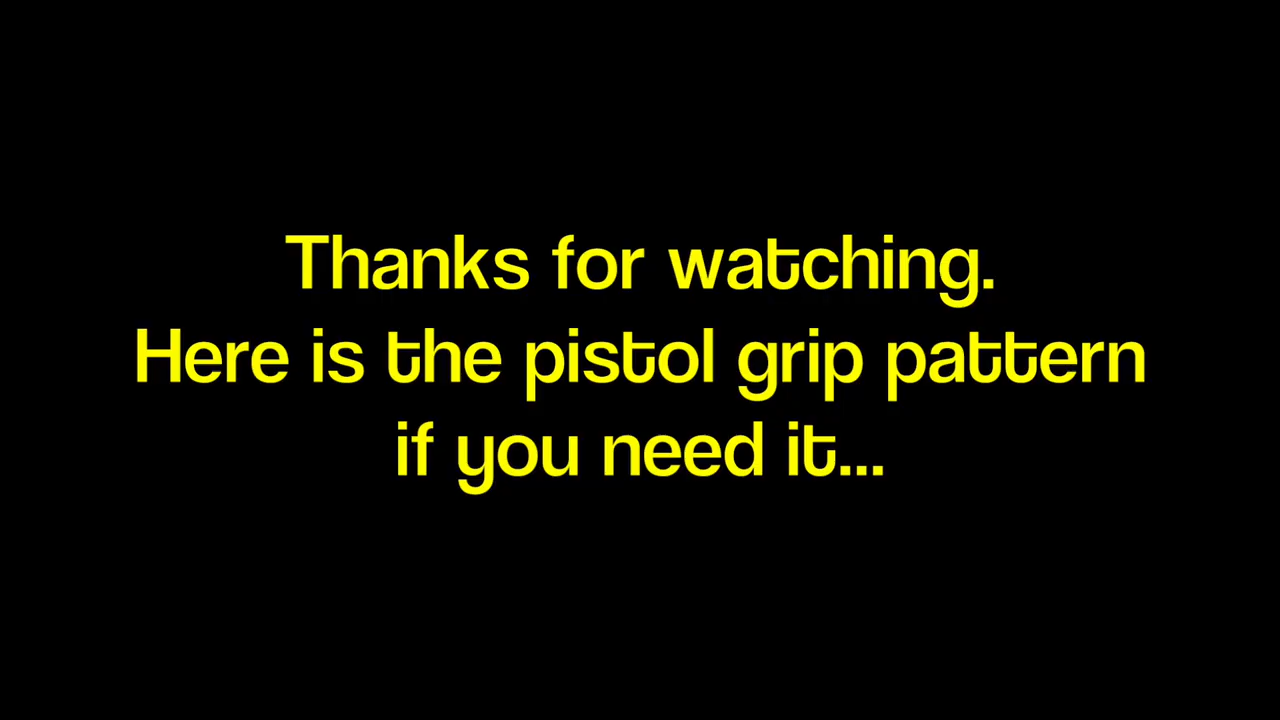 Thanks for watching.
Here is the pistol grip pattern
if you need it...